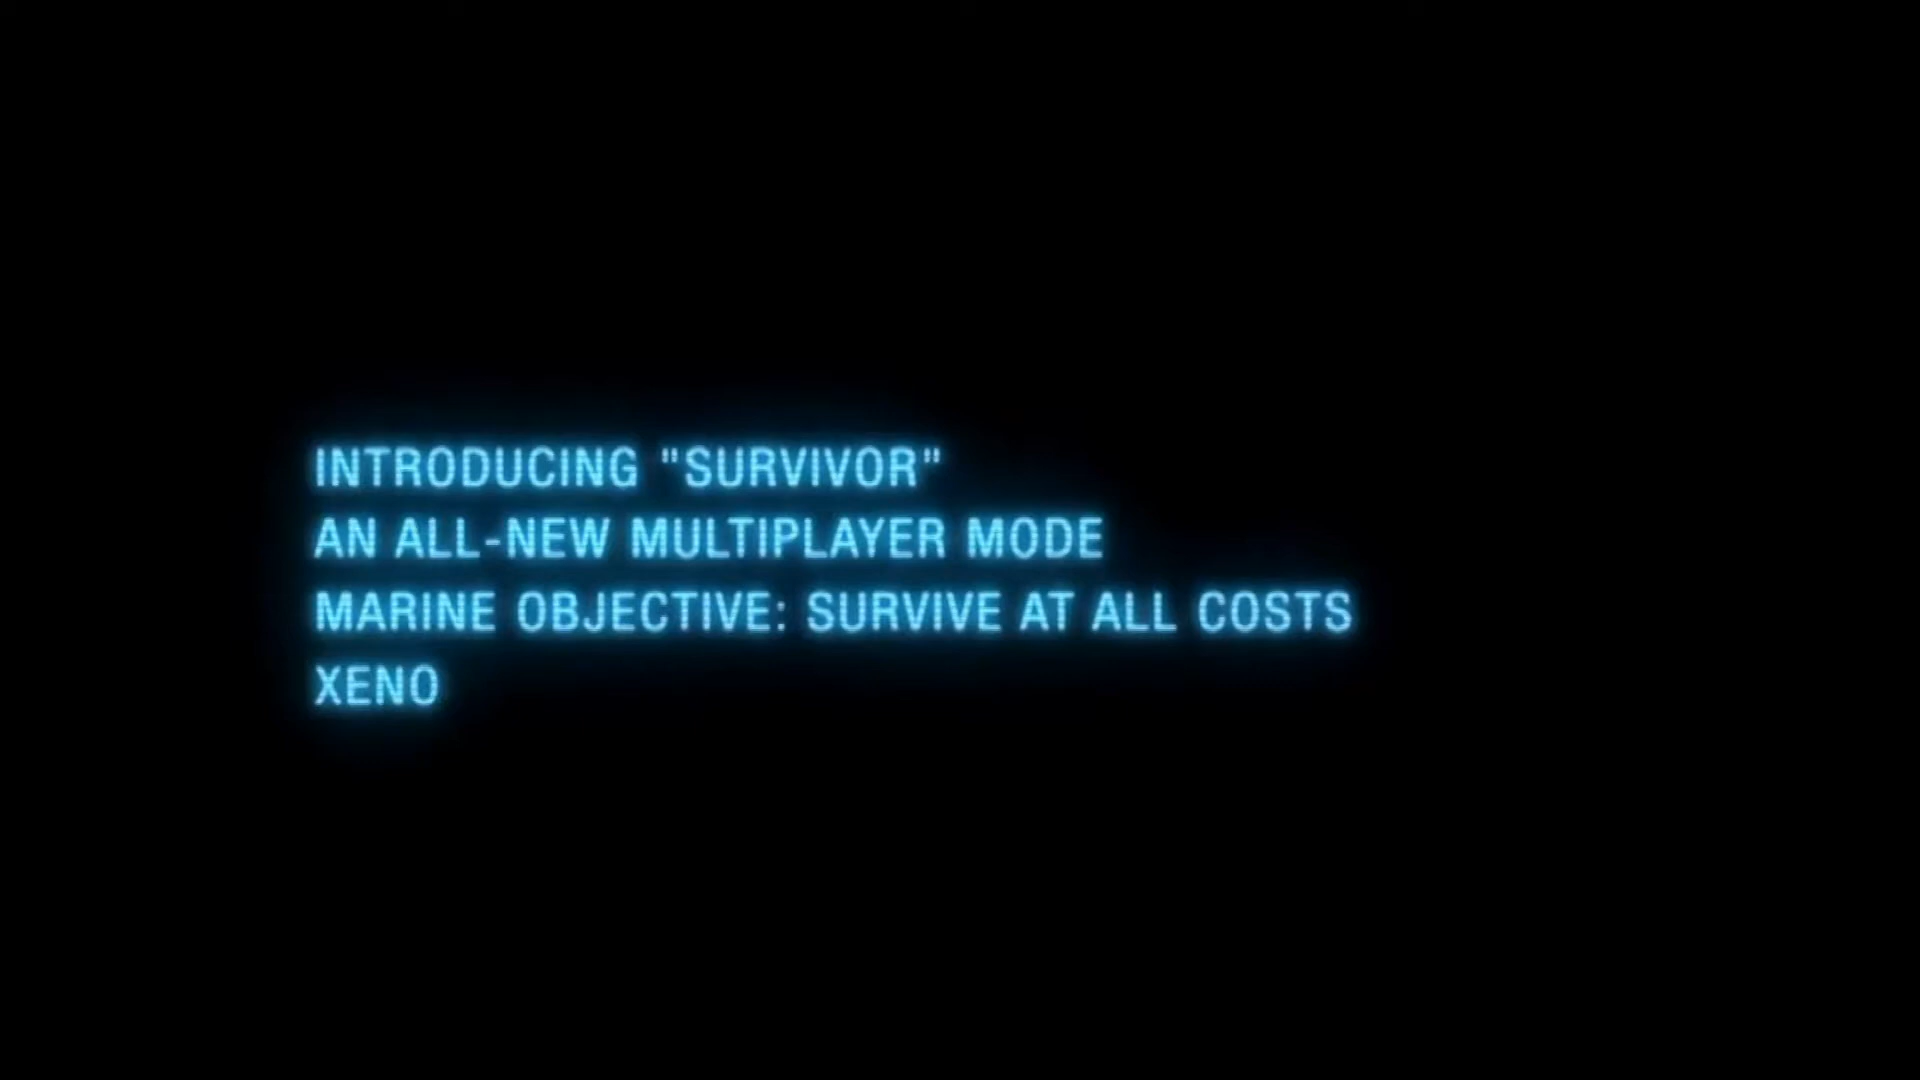 INTRODUCING "SURVIVOR"
AN ALL-NEW MULTIPLAYER MODE
MARINE OBJECTIVE: SURVIVE AT ALL COSTS
XENO